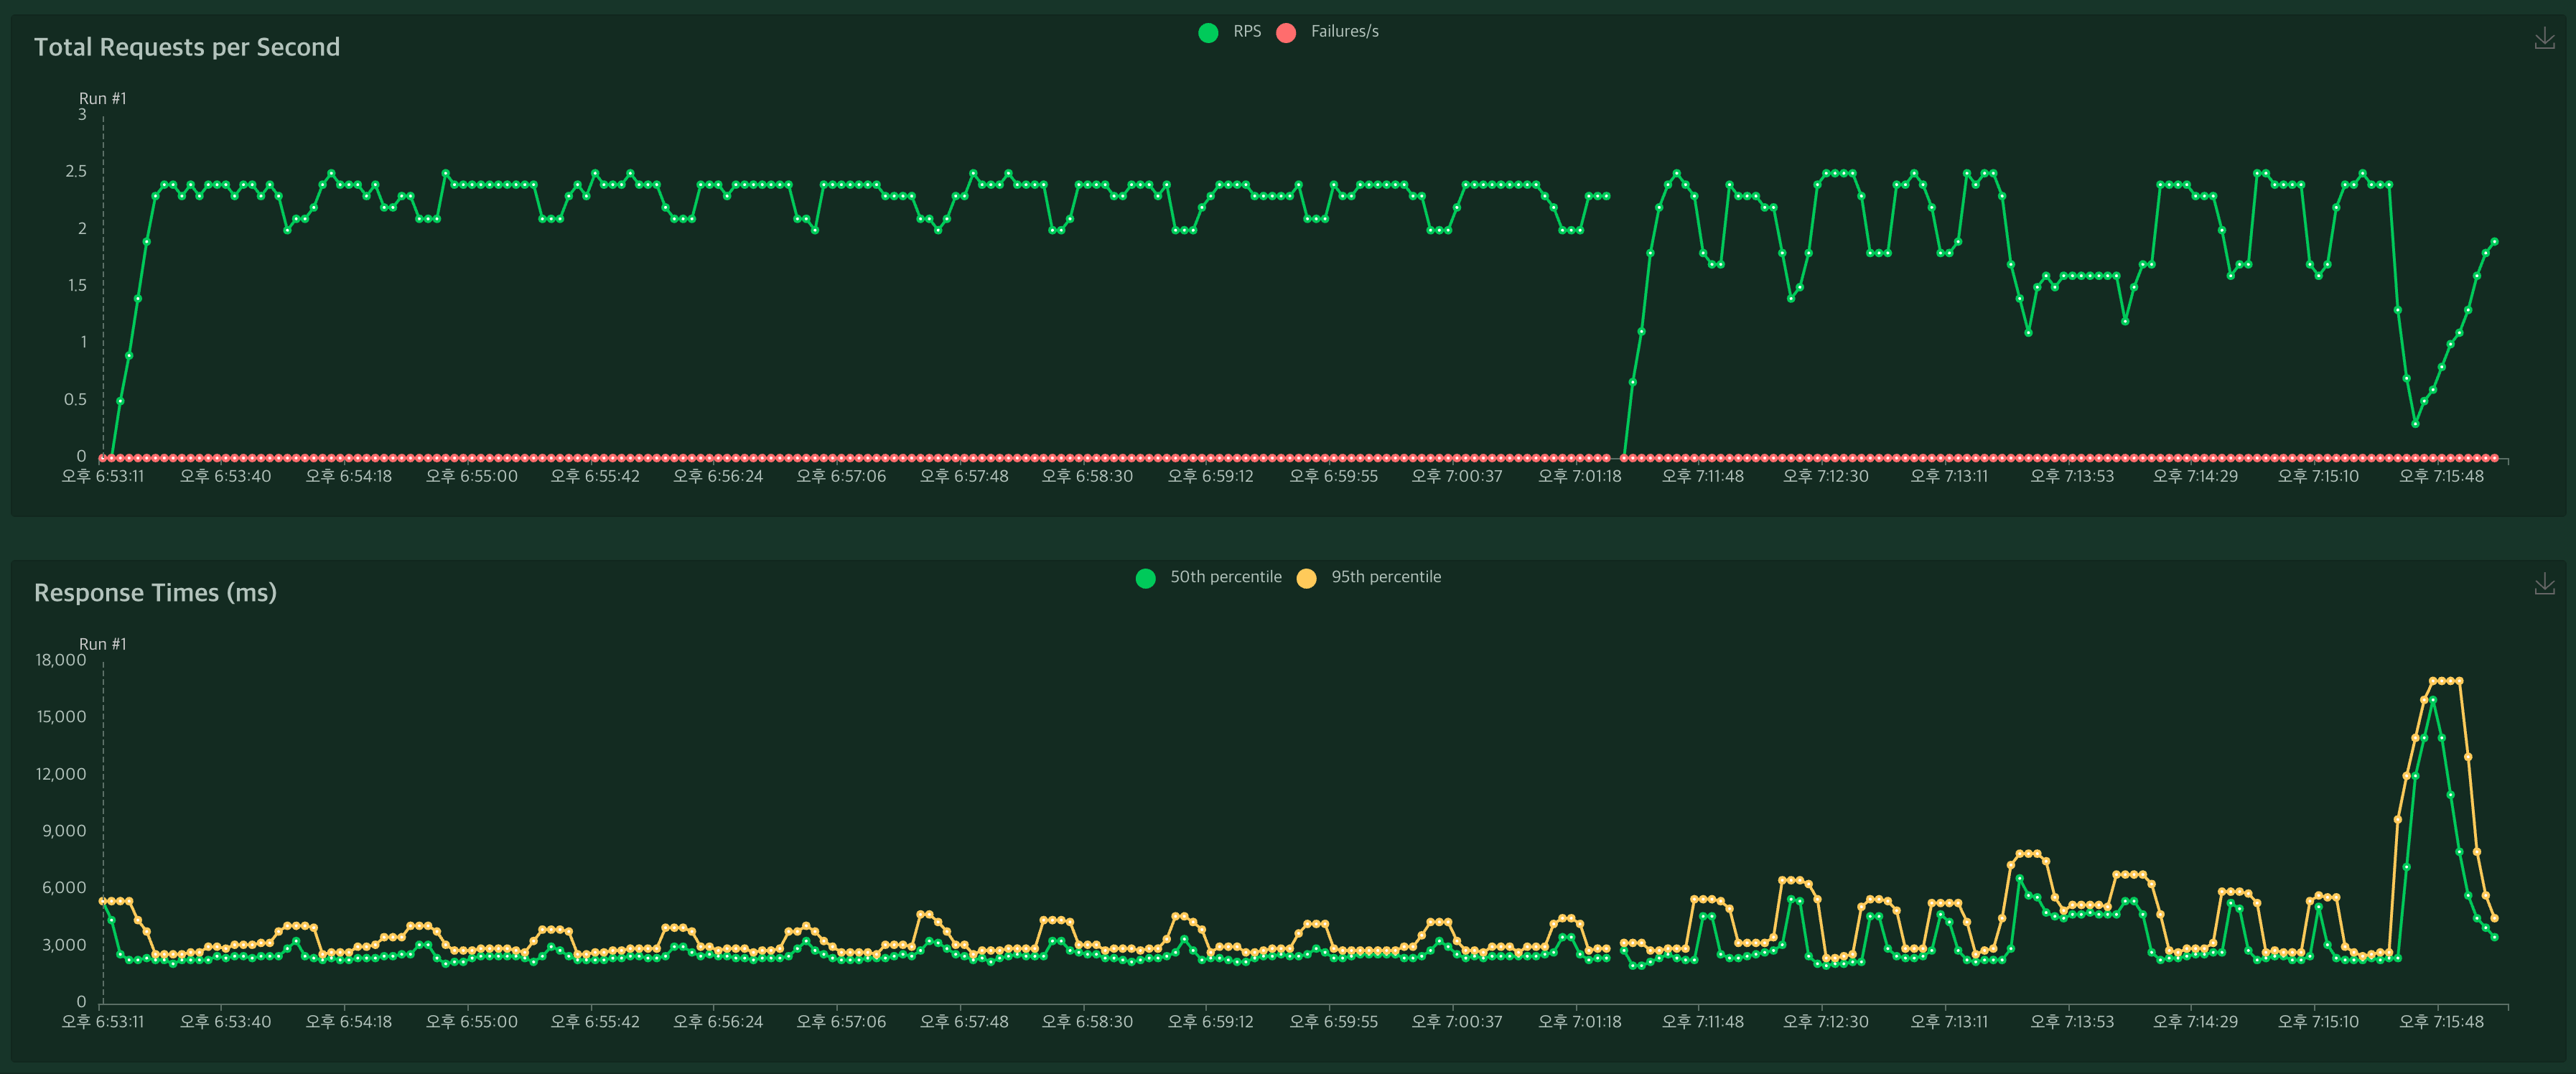 Total Requests per Second
RPS
Failures/s
Run #1
3
2.5
2
1.5
1
0.5
0
오후 6:53:11
오후 6:53:40
오후 6:54:18
오후 6:55:00
오후 6:55:42
오후 6:56:24
오후 6:57:06
오후 6:57:48
오후 6:58:30
오후 6:59:12
오후 6:59:55
오후 7:00:37
오후 7:01:18
오후 7:11:48
오후 7:12:30
오후 7:13:11
오후 7:13:53
오후 7:14:29
오후 7:15:10
오후 7:15:48
Response Times (ms)
50th percentile
95th percentile
Run #1
18,000
15,000
12,000
9,000
6,000
3,000
0
오후 6:53:11
오후 6:53:40
오후 6:54:18
오후 6:55:00
오후 6:55:42
오후 6:56:24
오후 6:57:06
오후 6:57:48
오후 6:58:30
오후 6:59:12
오후 6:59:55
오후 7:00:37
오후 7:01:18
오후 7:11:48
오후 7:12:30
오후 7:13:11
오후 7:13:53
오후 7:14:29
오후 7:15:10
오후 7:15:48